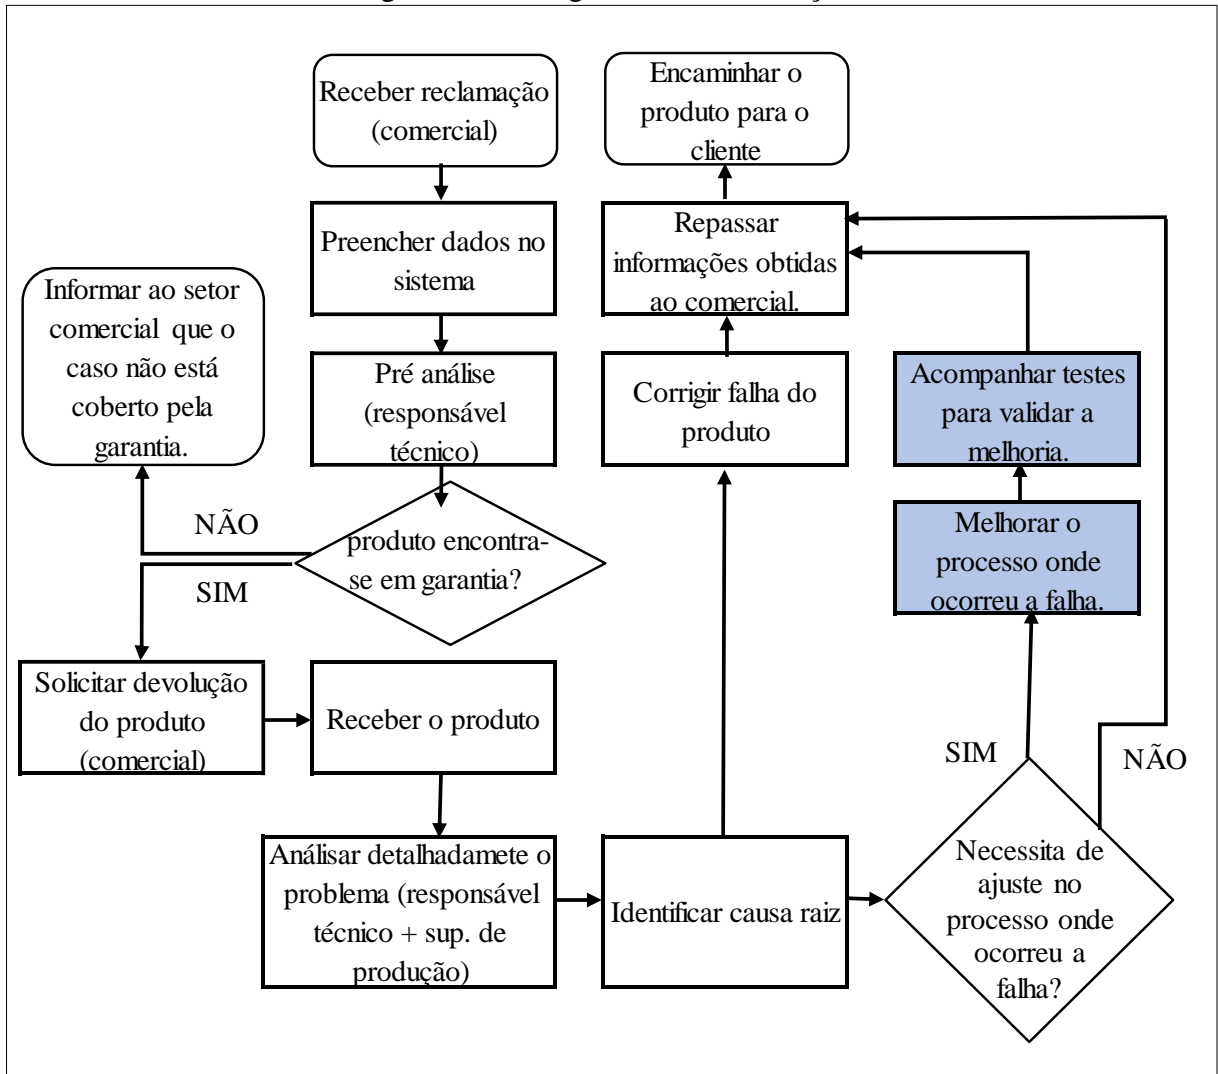 Receber reclamação
(comercial)
Preencher dados no
sistema
Pré análise
(responsável
técnico)
produto encontra-
se em garantia?
NÃO
Informar ao setor
comercial que o
caso não está
coberto pela
garantia.
SIM
Solicitar devolução
do produto
(comercial)
Receber o produto
Análisar detalhadamete o
problema (responsável
técnico + sup. de
produção)
Identificar causa raiz
Corrigir falha do
produto
Repassar
informações obtidas
ao comercial.
Encaminhar o
produto para o
cliente
Necessita de
ajuste no
processo onde
ocorreu a
falha?
SIM
NÃO
Melhorar o
processo onde
ocorreu a falha.
Acompanhar testes
para validar a
melhoria.